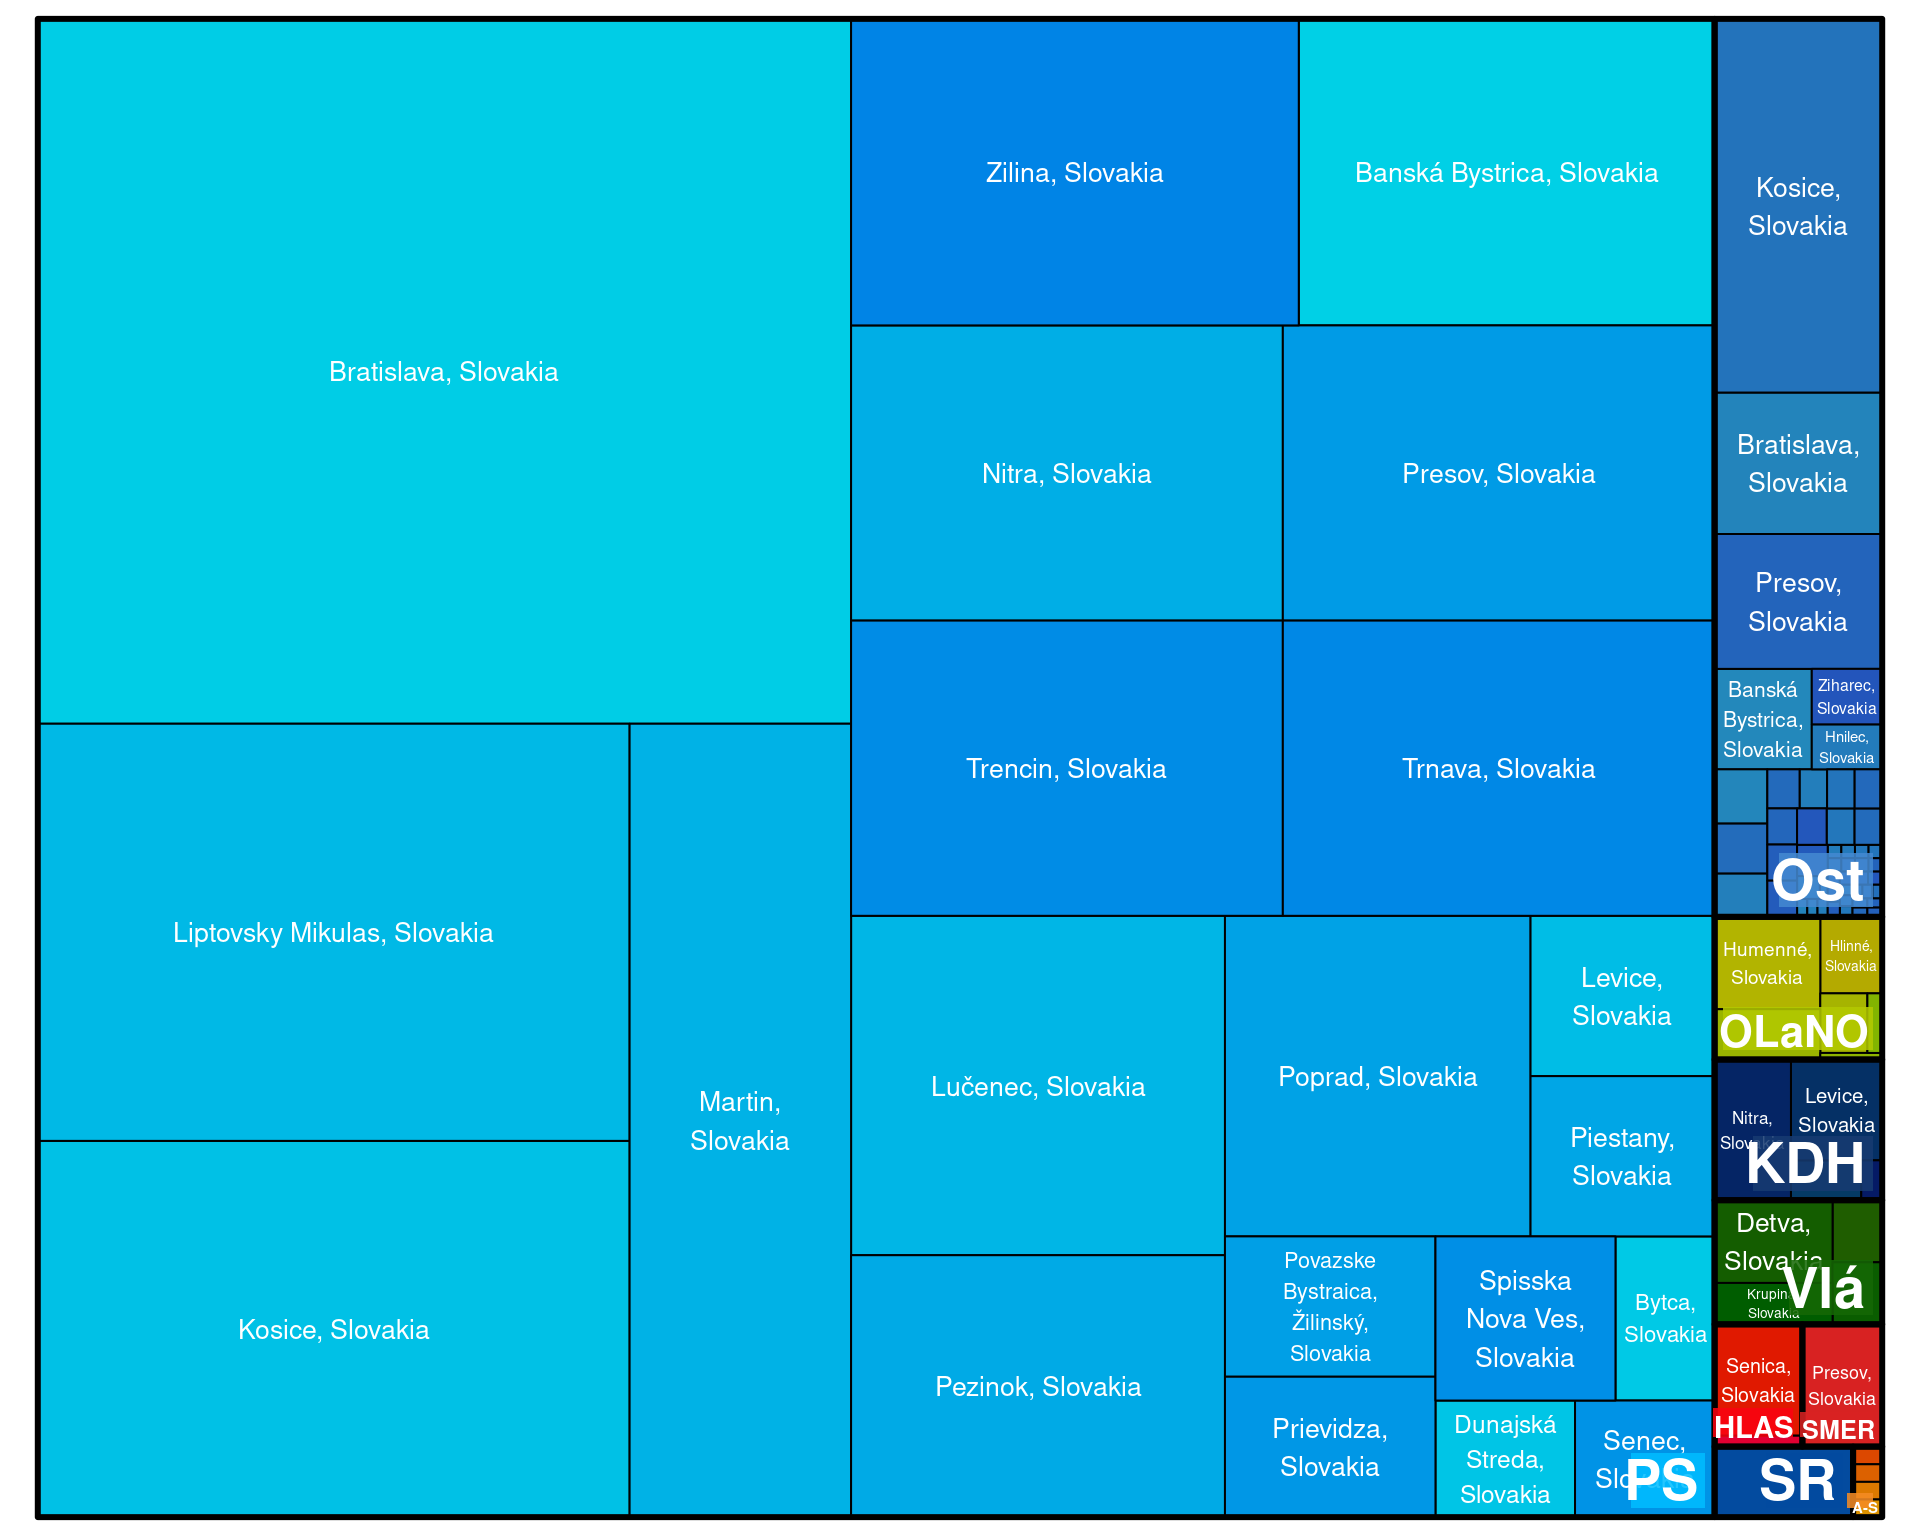 Bratislava, Slovakia
Liptovsky Mikulas, Slovakia
Kosice, Slovakia
Martin,
Slovakia
Zilina, Slovakia
Banská Bystrica, Slovakia
Nitra, Slovakia
Presov, Slovakia
Trencin, Slovakia
Trnava, Slovakia
Lučenec, Slovakia
Pezinok, Slovakia
Poprad, Slovakia
Levice,
Slovakia
Piestany,
Slovakia
Povazske
Bystraica,
Žilinský,
Slovakia
Prievidza,
Slovakia
Spisska
Nova Ves,
Slovakia
Bytca,
Slovakia
Dunajská
Streda,
Slovakia
Senec,
PS
Kosice,
Slovakia
Bratislava,
Slovakia
Presov,
Slovakia
Banská
Bystrica,
Slovakia
Ziharec,
Slovakia
Hnilec,
Slovakia
Ost
Humenné,
Slovakia
Hlinné,
Slovakia
OLaNO
Nitra,
Levice,
Slovakia
KDH
Detva,
Slovakia
Slovakia
Vlá
Senica,
Slovakia
HLAS
Presov,
Slovakia
SMER
SR
A-S